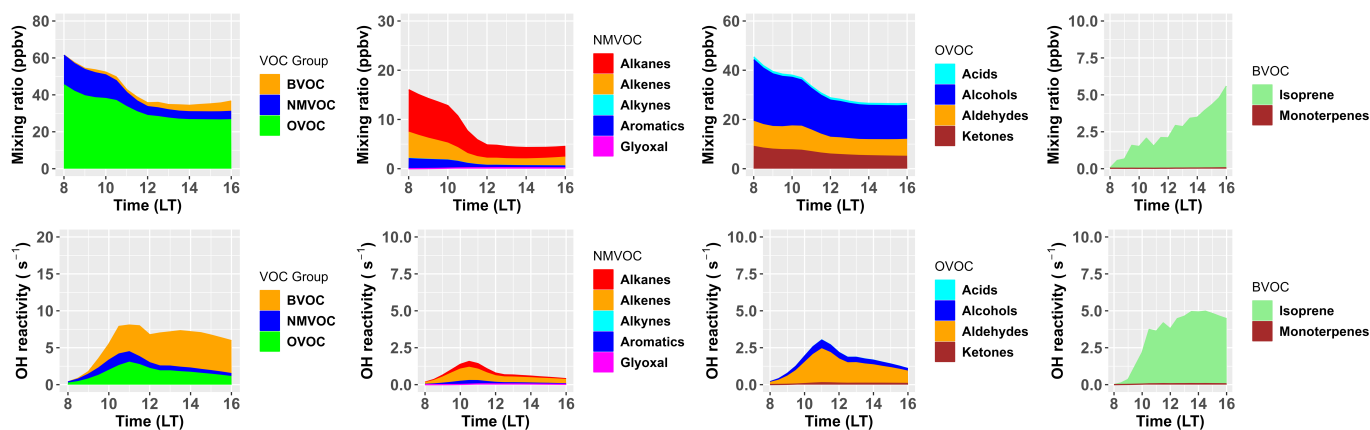 Mixing ratio (ppbv)
80
60
40
20
0
8 10 12 14 16
Time (LT)
VOC Group
BVOC
NMVOC
OVOC
Mixing ratio (ppbv)
30
20
10
0
8 10 12 14 16
Time (LT)
NMVOC
Alkanes
Alkenes
Alkynes
Aromatics
Glyoxal
Mixing ratio (ppbv)
60
40
20
0
8 10 12 14 16
Time (LT)
OVOC
Acids
Alcohols
Aldehydes
Ketones
Mixing ratio (ppbv)
10.0
7.5
5.0
2.5
0.0
8 10 12 14 16
Time (LT)
BVOC
Isoprene
Monoterpenes
OH reactivity ( s⁻¹)
20
15
10
5
0
8 10 12 14 16
Time (LT)
VOC Group
BVOC
NMVOC
OVOC
OH reactivity ( s⁻¹)
10.0
7.5
5.0
2.5
0.0
8 10 12 14 16
Time (LT)
NMVOC
Alkanes
Alkenes
Alkynes
Aromatics
Glyoxal
OH reactivity ( s⁻¹)
10.0
7.5
5.0
2.5
0.0
8 10 12 14 16
Time (LT)
OVOC
Acids
Alcohols
Aldehydes
Ketones
OH reactivity ( s⁻¹)
10.0
7.5
5.0
2.5
0.0
8 10 12 14 16
Time (LT)
BVOC
Isoprene
Monoterpenes